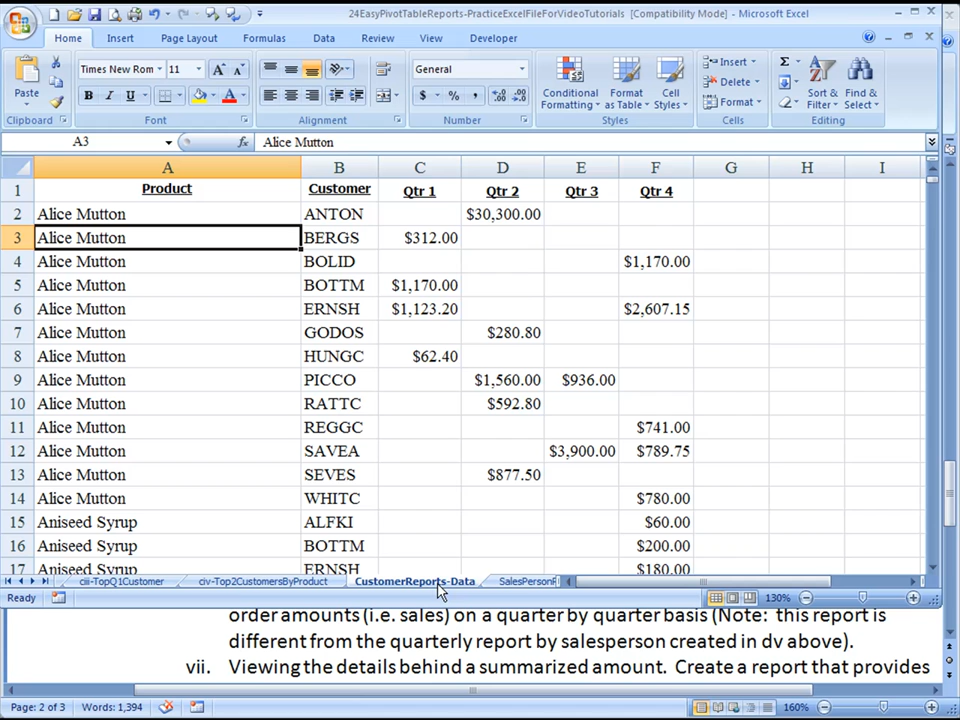 24EasyPivotTableReports-PracticeExcelFileForVideoTutorials [Compatibility Mode] - Microsoft Excel
Home Insert Page Layout Formulas Data Review View Developer
Paste Times New Rom 11 General Conditional Formatting Format as Table Cell Styles Insert Delete Format Sort & Filter Find & Select
Clipboard Font Alignment Number Styles Cells Editing
A3 fx Alice Mutton
A B C D E F G H I
1 Product Customer Qtr 1 Qtr 2 Qtr 3 Qtr 4
2 Alice Mutton ANTON $30,300.00
3 Alice Mutton BERGS $312.00
4 Alice Mutton BOLID $1,170.00
5 Alice Mutton BOTTM $1,170.00
6 Alice Mutton ERNSH $1,123.20 $2,607.15
7 Alice Mutton GODOS $280.80
8 Alice Mutton HUNGC $62.40
9 Alice Mutton PICCO $1,560.00 $936.00
10 Alice Mutton RATTC $592.80
11 Alice Mutton REGGC $741.00
12 Alice Mutton SAVEA $3,900.00 $789.75
13 Alice Mutton SEVES $877.50
14 Alice Mutton WHITC $780.00
15 Aniseed Syrup ALFKI $60.00
16 Aniseed Syrup BOTTM $200.00
17 Aniseed Syrup ERNSH $180.00
ciii-TopQ1Customer civ-Top2CustomersByProduct CustomerReports-Data SalesPersonR
Ready 130%
order amounts (i.e. sales) on a quarter by quarter basis (Note: this report is
different from the quarterly report by salesperson created in dv above).
vii. Viewing the details behind a summarized amount. Create a report that provides
Page: 2 of 3 Words: 1,394 160%